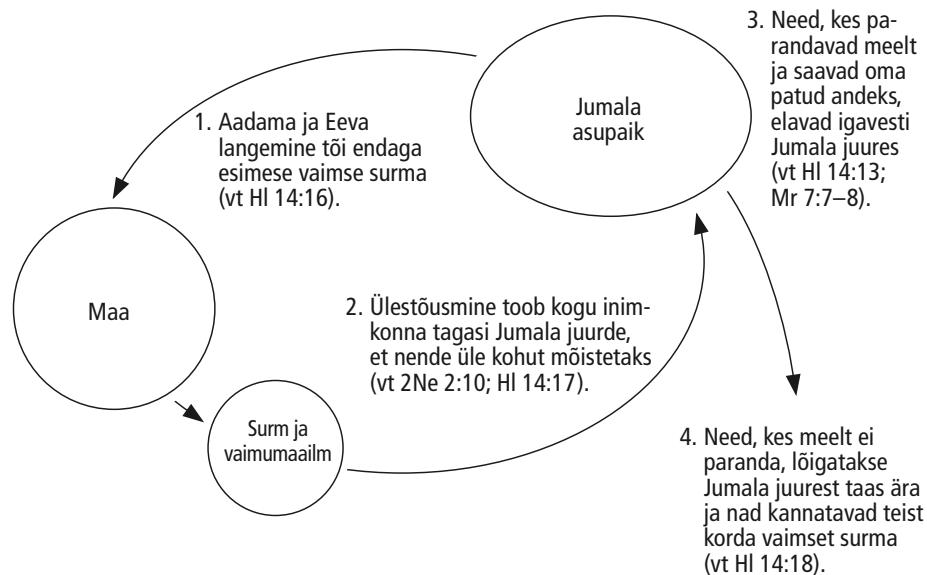 Jumala
asupaik
1. Aadama ja Eeva
langemine tõi endaga
esimese vaimse surma
(vt Hl 14:16).
Maa
Surm ja
vaimumaailm
2. Ülestõusmine toob kogu inim-
konna tagasi Jumala juurde,
et nende üle kohut mõistetaks
(vt 2Ne 2:10; Hl 14:17).
3. Need, kes pa-
randavad meelt
ja saavad oma
patud andeks,
elavad igavesti
Jumala juures
(vt Hl 14:13;
Mr 7:7–8).
4. Need, kes meelt ei
paranda, lõigatakse
Jumala juurest taas ära
ja nad kannatavad teist
korda vaimset surma
(vt Hl 14:18).